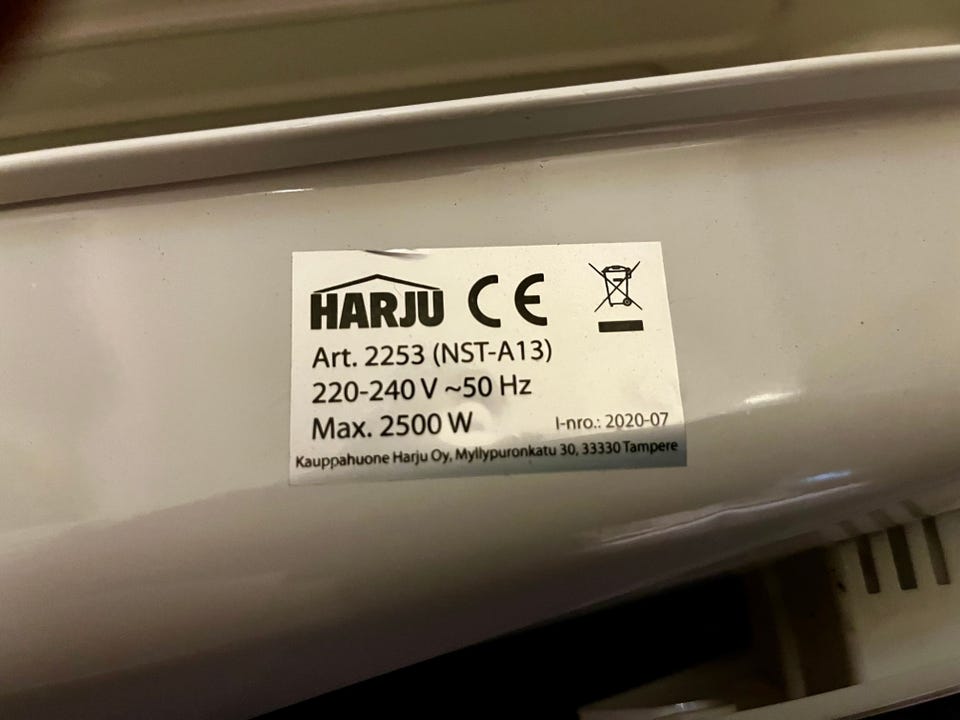 HARJU CE
Art. 2253 (NST-A13)
220-240 V ~50 Hz
Max. 2500 W I-nro.: 2020-07
Kauppahuone Harju Oy, Myllypuronkatu 30, 33330 Tampere